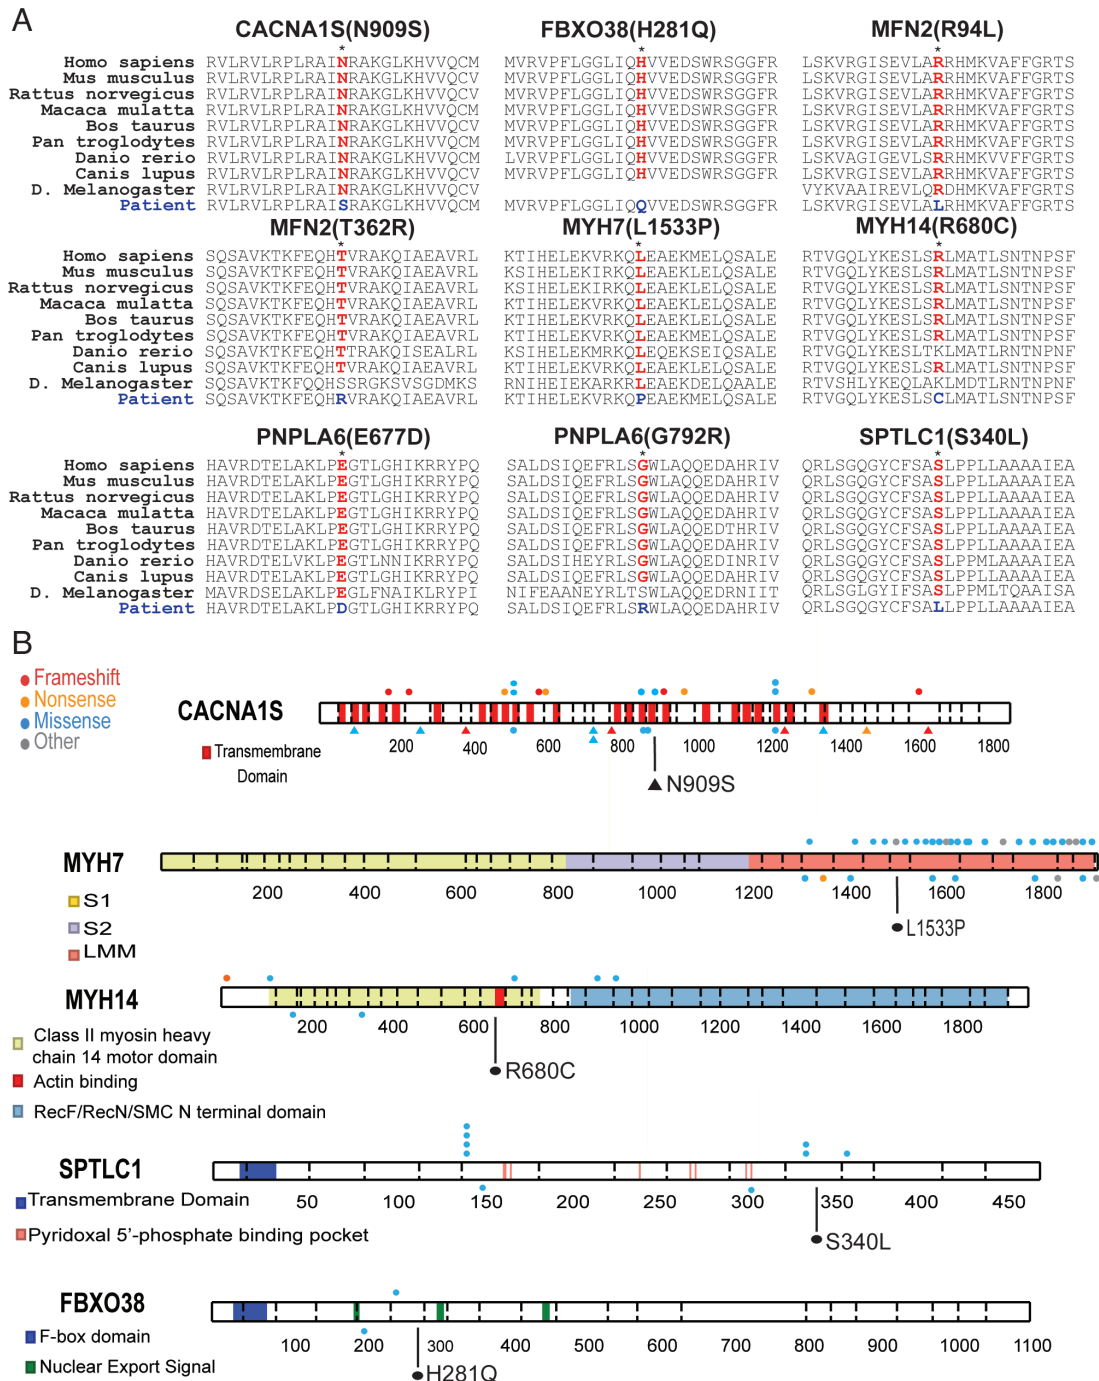 A
CACNA1S(N909S) FBXO38(H281Q) MFN2(R94L)
* * *
Homo sapiens RVLRVLRPLRAINRAKGLKHVVQCM MVRVPFLGGLIQHVVEDSWRSGGFR LSKVRGISEVLARRHMKVAFFGRTS
Mus musculus RVLRVLRPLRAINRAKGLKHVVQCV MVRVPFLGGLIQHVVEDSWRSGGFR LSKVRGISEVLARRHMKVAFFGRTS
Rattus norvegicus RVLRVLRPLRAINRAKGLKHVVQCV MVRVPFLGGLIQHVVEDSWRSGGFR LSKVRGISEVLARRHMKVAFFGRTS
Macaca mulatta RVLRVLRPLRAINRAKGLKHVVQCM MVRVPFLGGLIQHVVEDSWRSGGFR LSKVRGISEVLARRHMKVAFFGRTS
Bos taurus RVLRVLRPLRAINRAKGLKHVVQCV MVRVPFLGGLIQHVVEDSWRSGGFR LSKVRGISEVLARRHMKVAFFGRTS
Pan troglodytes RVLRVLRPLRAINRAKGLKHVVQCM MVRVPFLGGLIQHVVEDSWRSGGFR LSKVRGISEVLARRHMKVAFFGRTS
Danio rerio RVLRVLRPLRAINRAKGLKHVVQCM LVRVPFLGGLIQHVVEDSWRSGGFR LSKVAGIGEVLARRHMKVVFFGRTS
Canis lupus RVLRVLRPLRAINRAKGLKHVVQCM MVRVPFLGGLIQHVVEDSWRSGGFR LSKVRGISEVLARRHMKVAFFGRTS
D. Melanogaster RVLRVLRPLRAINRAKGLKHVVQCV VYKVAAIREVLQRDHMKVAFFGRTS
Patient RVLRVLRPLRAISRAKGLKHVVQCM MVRVPFLGGLIQQVVEDSWRSGGFR LSKVRGISEVLALRHMKVAFFGRTS
MFN2(T362R) MYH7(L1533P) MYH14(R680C)
* * *
Homo sapiens SQSAVKTKFEQHTVRAKQIAEAVRL KTIHELEKVRKQLEAEKMELQSALE RTVGQLYKESLSRLMATLSNTNPSF
Mus musculus SQSAVKTKFEQHTVRAKQIAEAVRL KTIHELEKIRKQLEAEKLELQSALE RTVGQLYKESLSRLMATLSNTNPSF
Rattus norvegicus SQSAVKTKFEQHTVRAKQIAEAVRL KSIHELEKIRKQLEAEKLELQSALE RTVGQLYKESLSRLMATLSNTNPSF
Macaca mulatta SQSAVKTKFEQHTVRAKQIAEAVRL KTIHELEKVRKQLEAEKLELQSALE RTVGQLYKESLSRLMATLSNTNPSF
Bos taurus SQSAVKTKFEQHTVRAKQIAEAVRL KTIHELEKVRKQLEAEKLELQSALE RTVGQLYKESLSRLMATLSNTNPSF
Pan troglodytes SQSAVKTKFEQHTVRAKQIAEAVRL KTIHELEKVRKQLEAEKMELQSALE RTVGQLYKESLSRLMATLSNTNPSF
Danio rerio SQSAVKTKFEQHTTRAKQISEALRL KSIHELEKMRKQLEQEKSEIQSALE RTVGQLYKESLTKLMATLSNTNPSF
Canis lupus SQSAVKTKFEQHTVRAKQIAEAVRL KTIHELEKVRKQLEAEKLELQSALE RTVGQLYKESLSRLMATLSNTNPSF
D. Melanogaster SQSAVKTKFQQHSSRGKSVSGDMKS RNIHEIEKARKRLEAEKDELQAALE RTVSHLYKEQLAKLMDTLRNTNPSF
Patient SQSAVKTKFEQHRVRAKQIAEAVRL KTIHELEKVRKQPEAEKMELQSALE RTVGQLYKESLSCLMATLSNTNPSF
PNPLA6(E677D) PNPLA6(G792R) SPTLC1(S340L)
* * *
Homo sapiens HAVRDTELAKLPEGTLGHIKRRYPQ SALDSIQEFRLSGWLAQQEDAHRIV QRLSGQGYCFSASLPPLLAAAAIEA
Mus musculus HAVRDTELAKLPEGTLGHIKRRYPQ SALDSIQEFRLSGWLAQQEDAHRIV QRLSGQGYCFSASLPPLLAAAAIEA
Rattus norvegicus HAVRDTELAKLPEGTLGHIKRRYPQ SALDSIQEFRLSGWLAQQEDAHRIV QRLSGQGYCFSASLPPLLAAAAIEA
Macaca mulatta HAVRDTELAKLPEGTLGHIKRRYPQ SALDSIQEFRLSGWLAQQEDAHRIV QRLSGQGYCFSASLPPLLAAAAIEA
Bos taurus HAVRDTELAKLPEGTLGHIKRRYPQ SALDSIQEFRLSGWLAQQEDTHRIV QRLSGQGYCFSASLPPLLAAAAIEA
Pan troglodytes HAVRDTELAKLPEGTLGHIKRRYPQ SALDSIQEFRLSGWLAQQEDAHRIV QRLSGQGYCFSASLPPLLAAAAIEA
Danio rerio HAVRDTELVKLPEGTLNNIKRRYPQ SALDSIHEYRLSGWLAQQEDINRIV QRLSGQGYCFSASLPPMLAAAAIEA
Canis lupus HAVRDTELAKLPEGTLGHIKRRYPQ SALDSIQEFRLSGWLAQQEDAHRIV QRLSGQGYCFSASLPPLLAAAAIEA
D. Melanogaster MAVRDSELAKLPEGLFNAIKLRYPI NIFEAANEYRLTSWLAQQEDRNIIT QRLSGLGYIFSASLPPMLTQAAISA
Patient HAVRDTELAKLPDGTLGHIKRRYPQ SALDSIQEFRLSRWLAQQEDAHRIV QRLSGQGYCFSALLPPLLAAAAIEA
B
Frameshift
Nonsense
Missense
Other
CACNA1S
Transmembrane
Domain
200 400 600 800 1000 1200 1400 1600 1800
N909S
MYH7
200 400 600 800 1000 1200 1400 1600 1800
S1
S2
LMM
L1533P
MYH14
200 400 600 800 1000 1200 1400 1600 1800
Class II myosin heavy
chain 14 motor domain
Actin binding
RecF/RecN/SMC N terminal domain
R680C
SPTLC1
50 100 150 200 250 300 350 400 450
Transmembrane Domain
Pyridoxal 5’-phosphate binding pocket
S340L
FBXO38
100 200 300 400 500 600 700 800 900 1000 1100
F-box domain
Nuclear Export Signal
H281Q